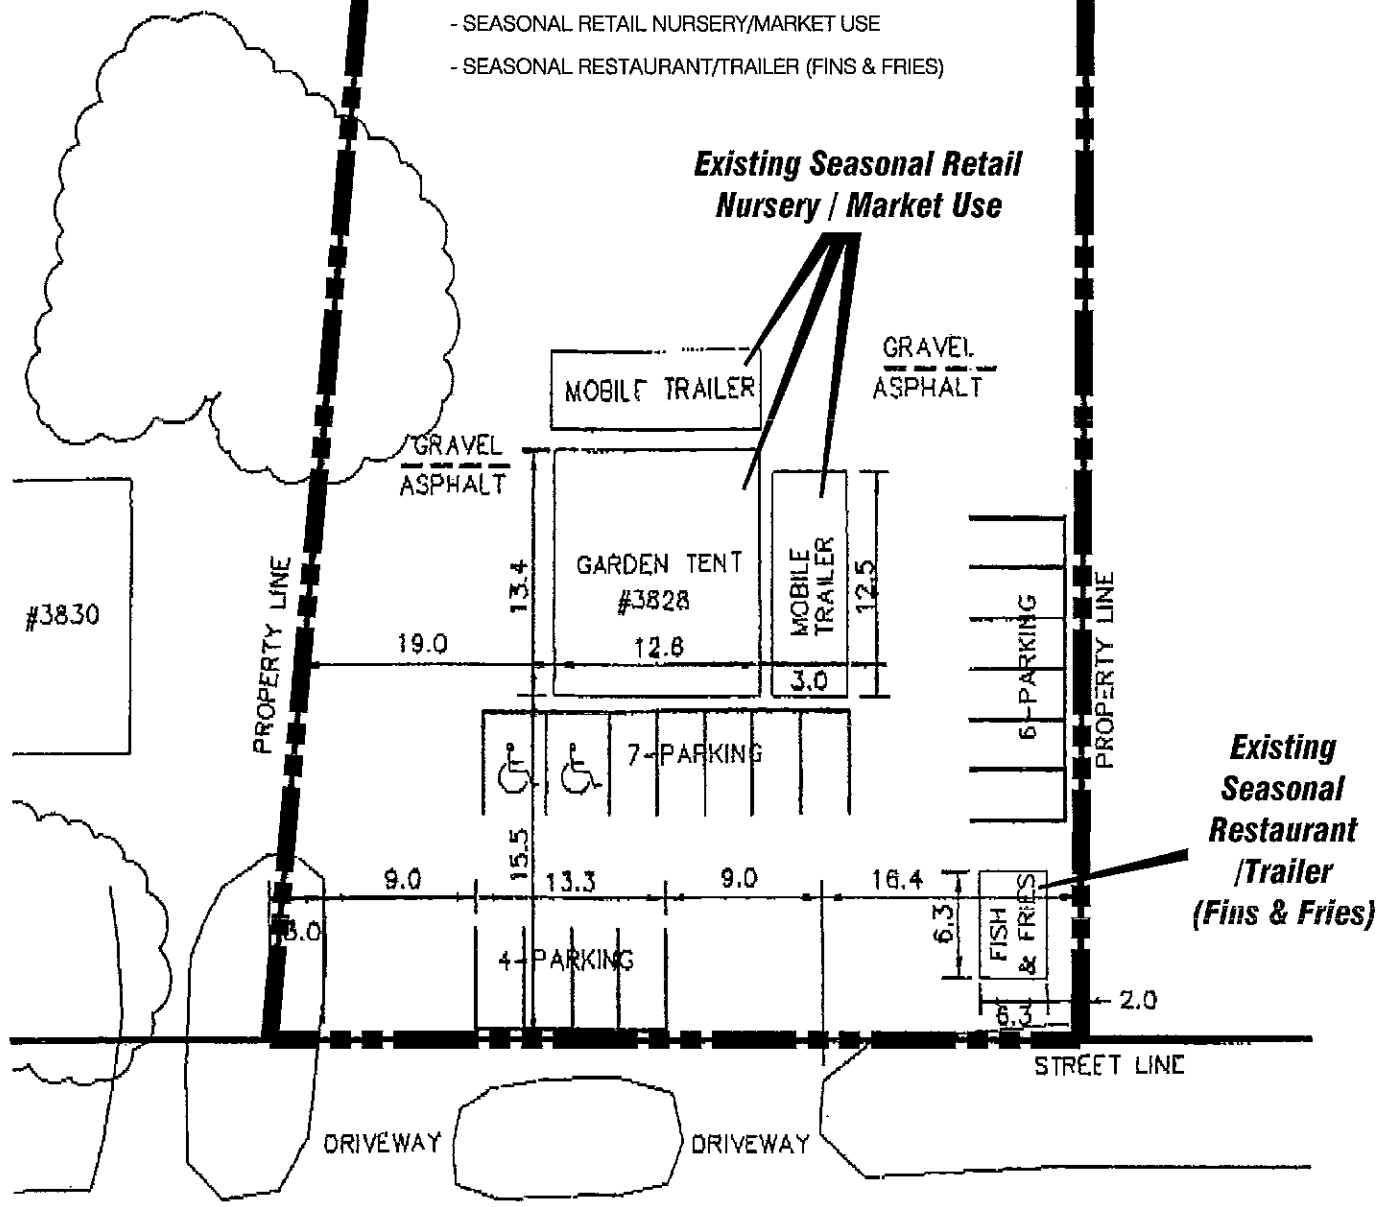 - SEASONAL RETAIL NURSERY/MARKET USE
- SEASONAL RESTAURANT/TRAILER (FINS & FRIES)
Existing Seasonal Retail
Nursery / Market Use
GRAVEL
ASPHALT
MOBILE TRAILER
GRAVEL
ASPHALT
GARDEN TENT
#3828
13.4
12.6
MOBILE
TRAILER
12.5
3.0
19.0
#3830
PROPERTY LINE
6-PARKING
PROPERTY LINE
7-PARKING
Existing
Seasonal
Restaurant
/Trailer
(Fins & Fries)
15.5
9.0
13.3
9.0
16.4
3.0
4-PARKING
6.3
FISH
& FRIES
6.3
2.0
STREET LINE
DRIVEWAY
DRIVEWAY